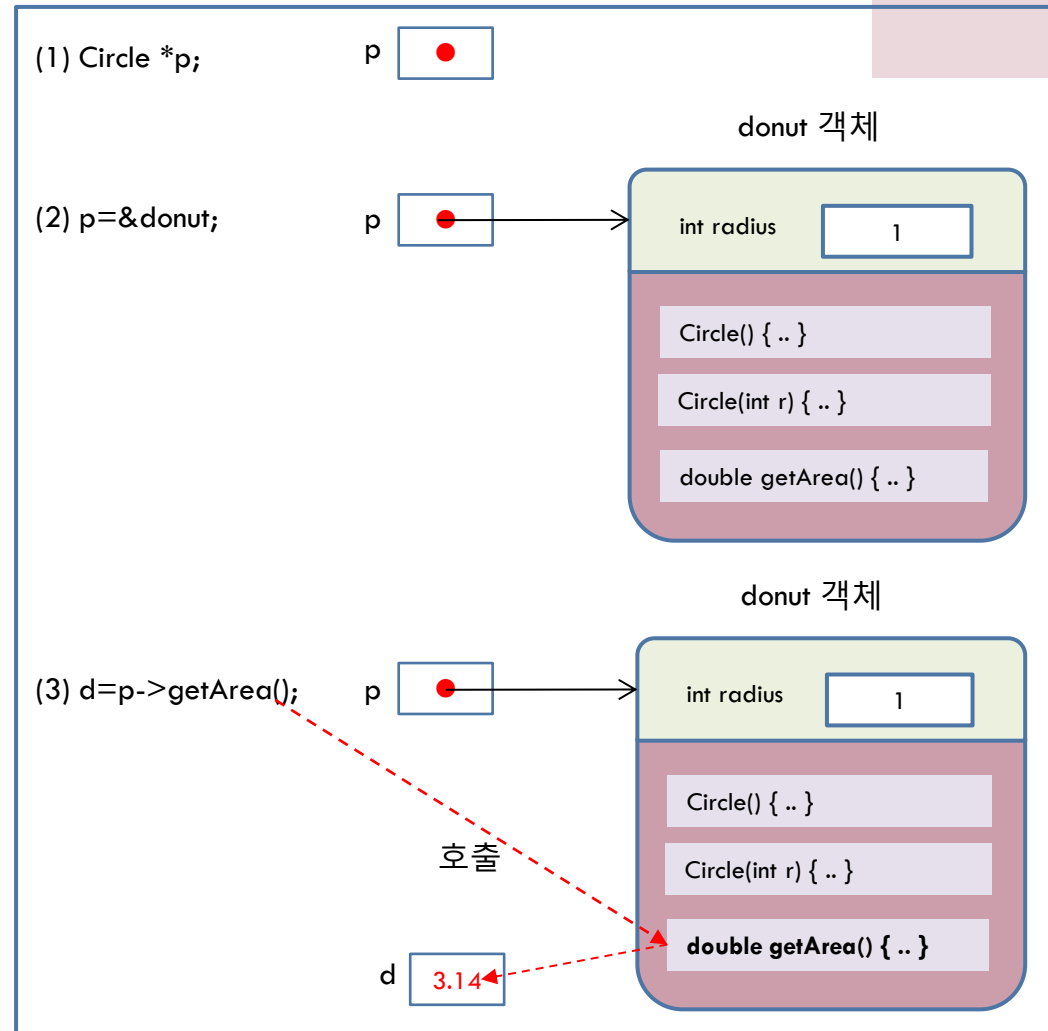 (1) Circle *p;
p
donut 객체
(2) p=&donut;
p
int radius
1
Circle() { .. }
Circle(int r) { .. }
double getArea() { .. }
donut 객체
(3) d=p->getArea();
p
int radius
1
Circle() { .. }
호출
Circle(int r) { .. }
double getArea() { .. }
d
3.14